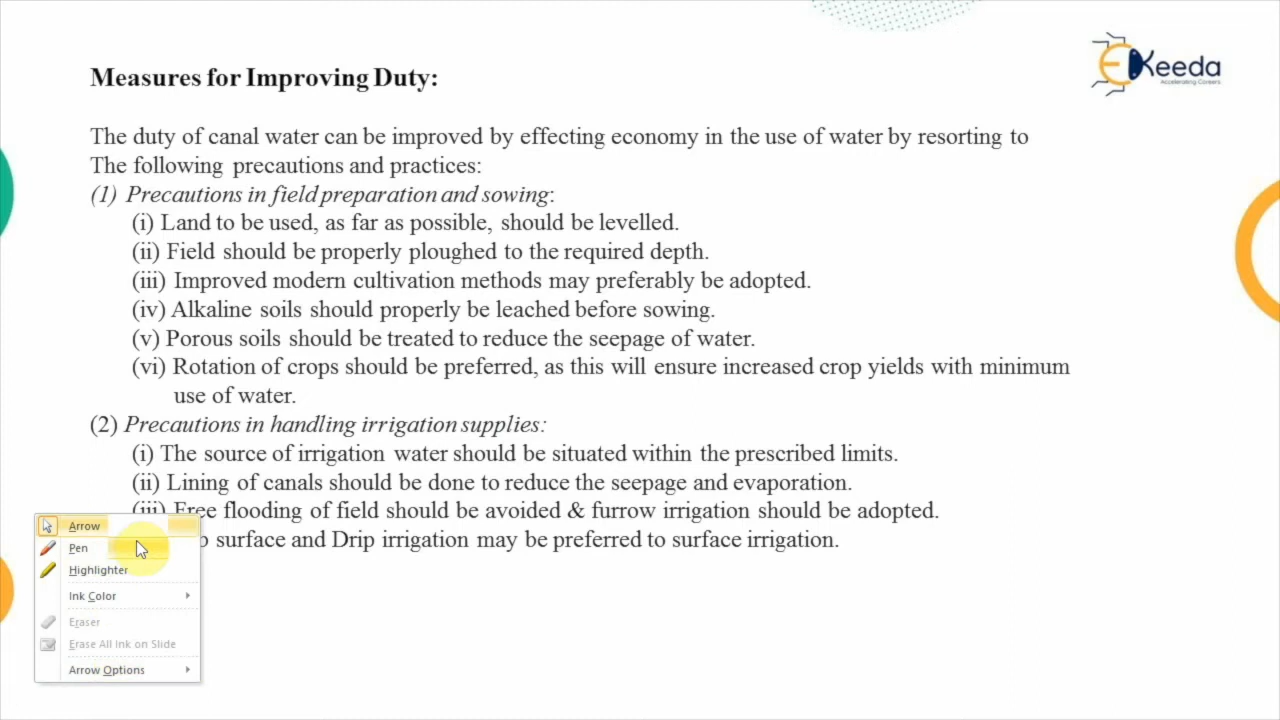 Measures for Improving Duty:
EKeeda
Accelerating Careers
The duty of canal water can be improved by effecting economy in the use of water by resorting to
The following precautions and practices:
(1) Precautions in field preparation and sowing:
(i) Land to be used, as far as possible, should be levelled.
(ii) Field should be properly ploughed to the required depth.
(iii) Improved modern cultivation methods may preferably be adopted.
(iv) Alkaline soils should properly be leached before sowing.
(v) Porous soils should be treated to reduce the seepage of water.
(vi) Rotation of crops should be preferred, as this will ensure increased crop yields with minimum
use of water.
(2) Precautions in handling irrigation supplies:
(i) The source of irrigation water should be situated within the prescribed limits.
(ii) Lining of canals should be done to reduce the seepage and evaporation.
(iii) Free flooding of field should be avoided & furrow irrigation should be adopted.
surface and Drip irrigation may be preferred to surface irrigation.
Arrow
Pen
Highlighter
Ink Color
Eraser
Erase All Ink on Slide
Arrow Options